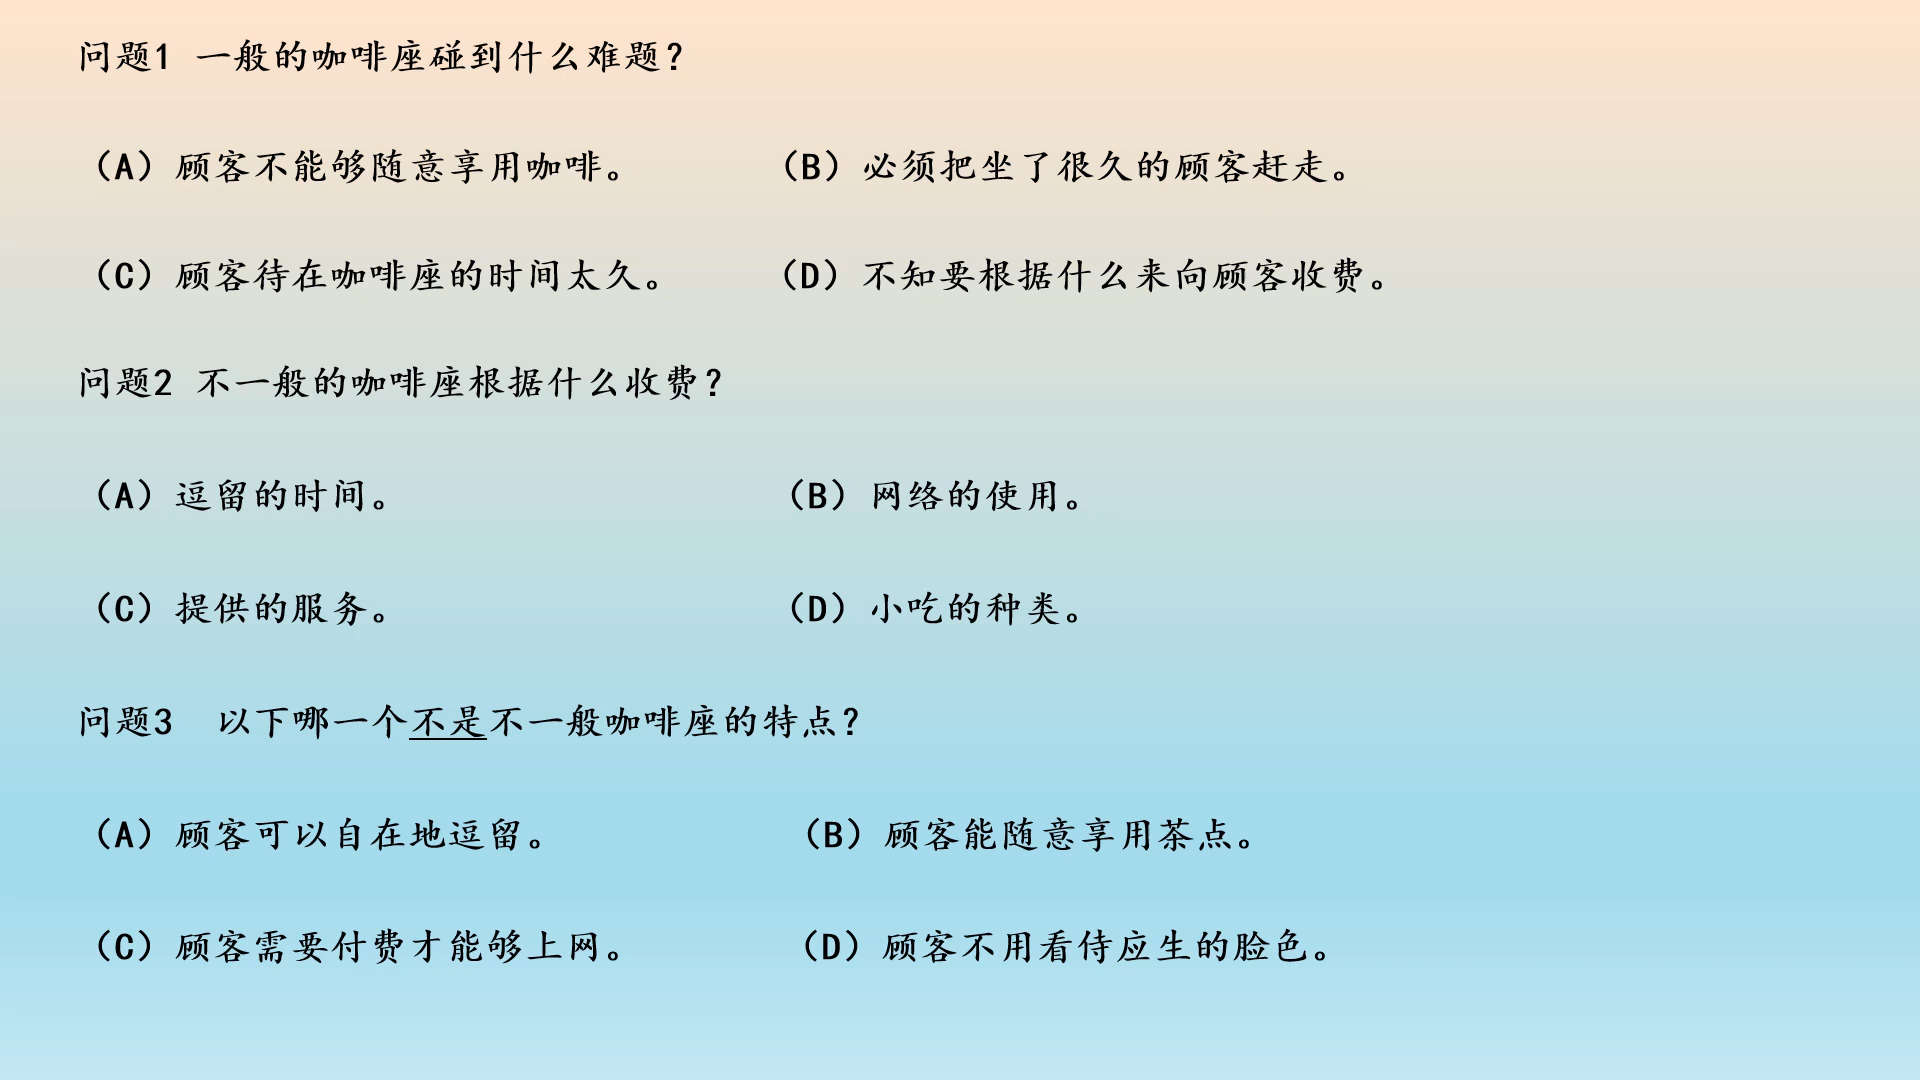 问题1 一般的咖啡座碰到什么难题？
（A）顾客不能够随意享用咖啡。 （B）必须把坐了很久的顾客赶走。
（C）顾客待在咖啡座的时间太久。 （D）不知要根据什么来向顾客收费。
问题2 不一般的咖啡座根据什么收费？
（A）逗留的时间。 （B）网络的使用。
（C）提供的服务。 （D）小吃的种类。
问题3 以下哪一个不是不一般咖啡座的特点？
（A）顾客可以自在地逗留。 （B）顾客能随意享用茶点。
（C）顾客需要付费才能够上网。 （D）顾客不用看侍应生的脸色。